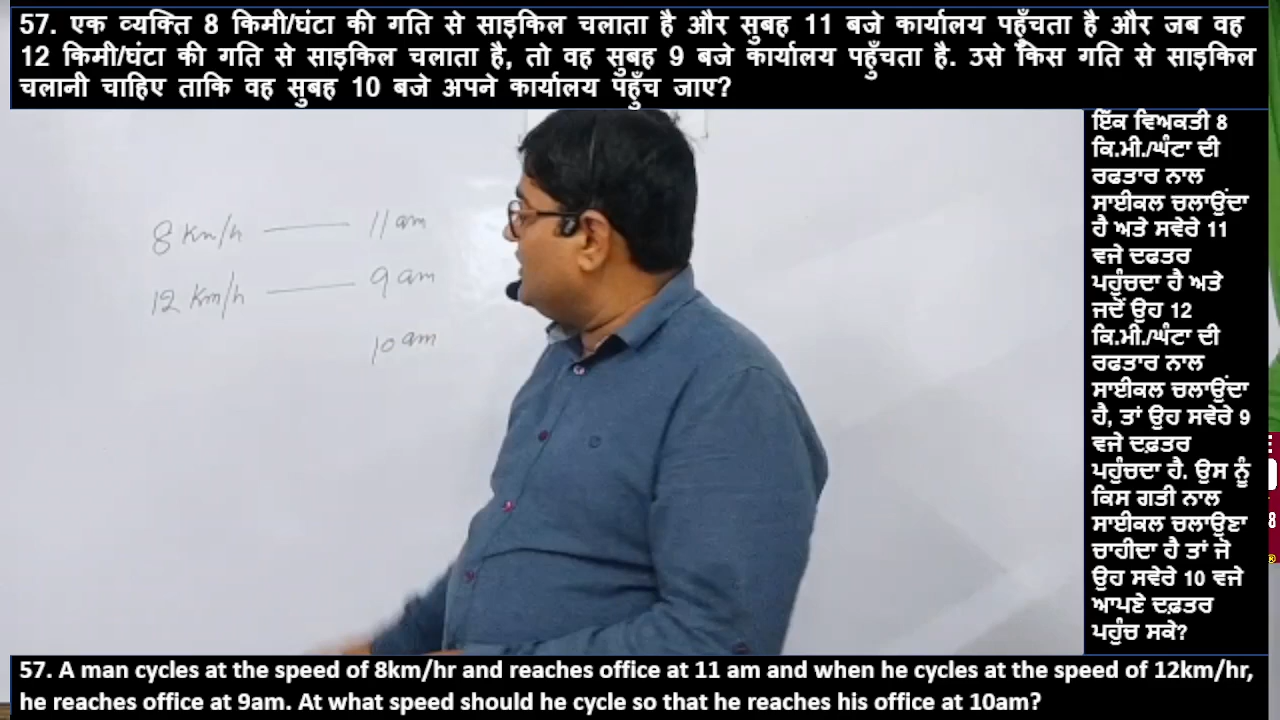 57. एक व्यक्ति 8 किमी/घंटा की गति से साइकिल चलाता है और सुबह 11 बजे कार्यालय पहुँचता है और जब वह
12 किमी/घंटा की गति से साइकिल चलाता है, तो वह सुबह 9 बजे कार्यालय पहुँचता है. उसे किस गति से साइकिल
चलानी चाहिए ताकि वह सुबह 10 बजे अपने कार्यालय पहुँच जाए?
8 km/h —— 11 am
12 km/h —— 9 am
10 am
ਇੱਕ ਵਿਅਕਤੀ 8
ਕਿ.ਮੀ./ਘੰਟਾ ਦੀ
ਰਫਤਾਰ ਨਾਲ
ਸਾਈਕਲ ਚਲਾਉਂਦਾ
ਹੈ ਅਤੇ ਸਵੇਰੇ 11
ਵਜੇ ਦਫਤਰ
ਪਹੁੰਚਦਾ ਹੈ ਅਤੇ
ਜਦੋਂ ਉਹ 12
ਕਿ.ਮੀ./ਘੰਟਾ ਦੀ
ਰਫਤਾਰ ਨਾਲ
ਸਾਈਕਲ ਚਲਾਉਂਦਾ
ਹੈ, ਤਾਂ ਉਹ ਸਵੇਰੇ 9
ਵਜੇ ਦਫ਼ਤਰ
ਪਹੁੰਚਦਾ ਹੈ. ਉਸ ਨੂੰ
ਕਿਸ ਗਤੀ ਨਾਲ
ਸਾਈਕਲ ਚਲਾਉਣਾ
ਚਾਹੀਦਾ ਹੈ ਤਾਂ ਜੋ
ਉਹ ਸਵੇਰੇ 10 ਵਜੇ
ਆਪਣੇ ਦਫ਼ਤਰ
ਪਹੁੰਚ ਸਕੇ?
57. A man cycles at the speed of 8km/hr and reaches office at 11 am and when he cycles at the speed of 12km/hr,
he reaches office at 9am. At what speed should he cycle so that he reaches his office at 10am?